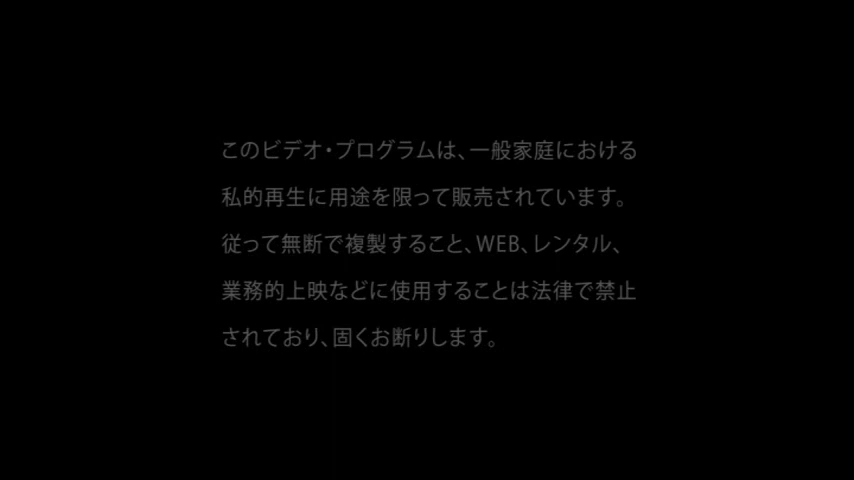 このビデオ・プログラムは、一般家庭における
私的再生に用途を限って販売されています。
従って無断で複製すること、WEB、レンタル、
業務的上映などに使用することは法律で禁止
されており、固くお断りします。